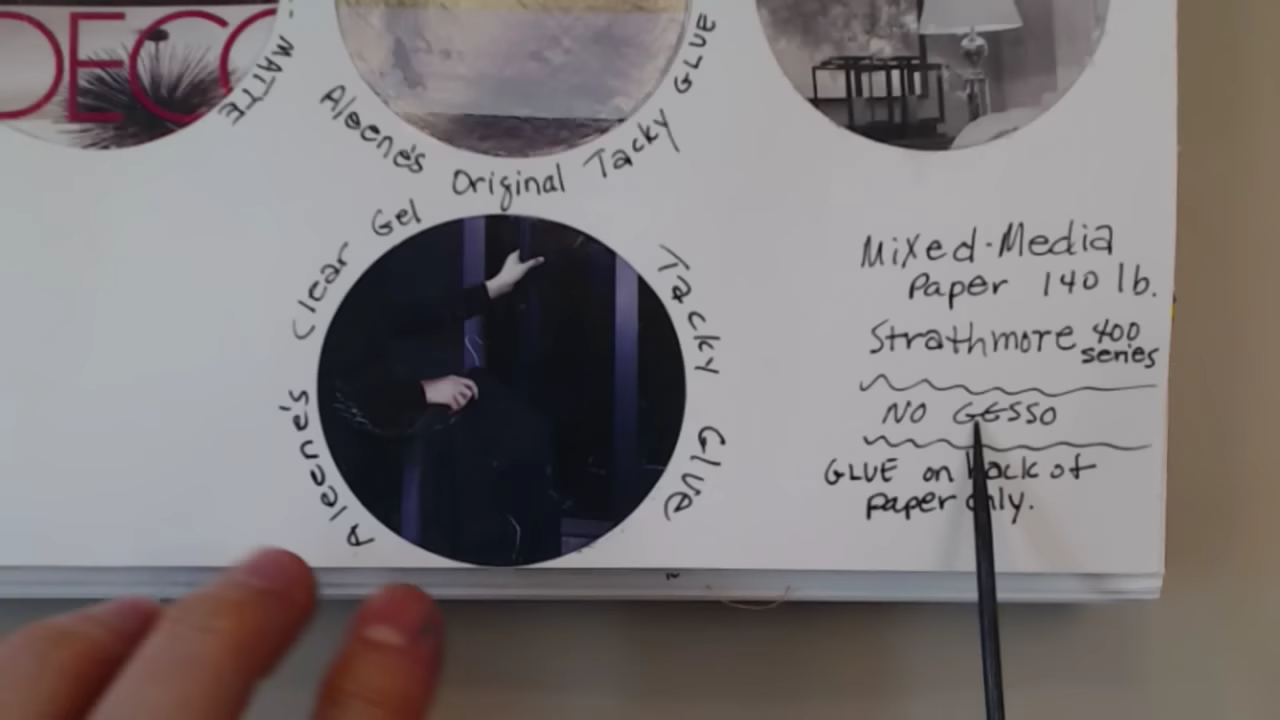 DECO
MATTE
Aleene's Original Tacky GLUE
Aleene's Clear Gel Tacky Glue
Mixed-Media
Paper 140 lb.
Strathmore 400
series
NO GESSO
GLUE on back of
paper only.